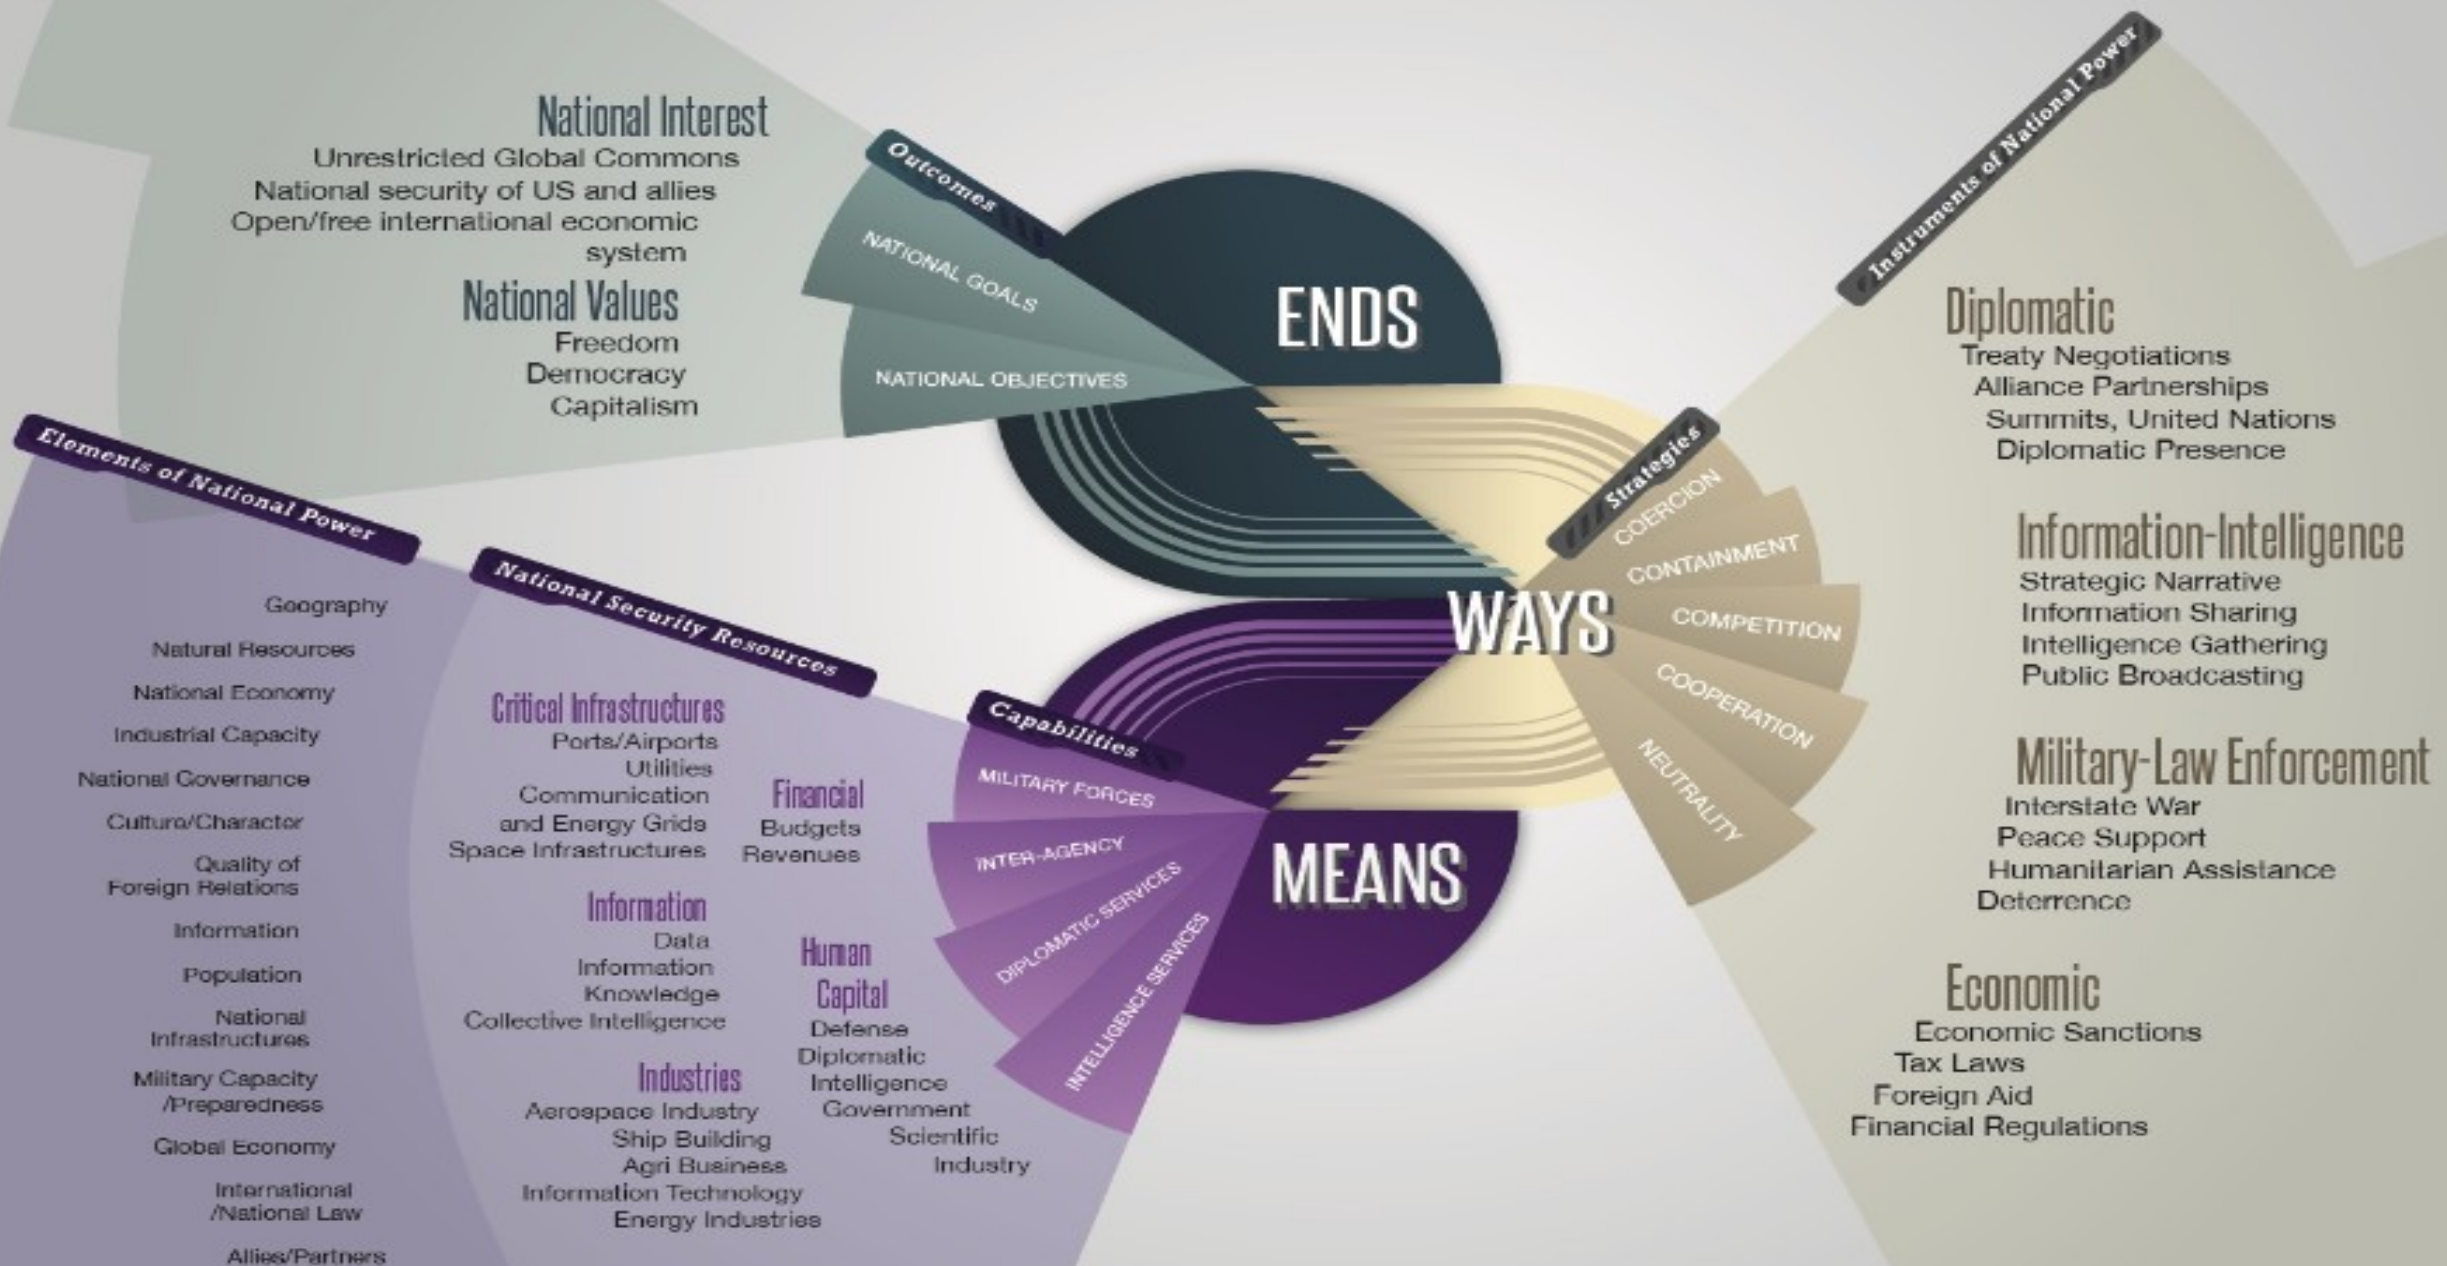 National Interest
Unrestricted Global Commons
National security of US and allies
Open/free international economic
system
National Values
Freedom
Democracy
Capitalism
Outcomes
NATIONAL GOALS
NATIONAL OBJECTIVES
ENDS
WAYS
MEANS
Strategies
COERCION
CONTAINMENT
COMPETITION
COOPERATION
NEUTRALITY
Instruments of National Power
Diplomatic
Treaty Negotiations
Alliance Partnerships
Summits, United Nations
Diplomatic Presence
Information-Intelligence
Strategic Narrative
Information Sharing
Intelligence Gathering
Public Broadcasting
Military-Law Enforcement
Interstate War
Peace Support
Humanitarian Assistance
Deterrence
Economic
Economic Sanctions
Tax Laws
Foreign Aid
Financial Regulations
Elements of National Power
Geography
Natural Resources
National Economy
Industrial Capacity
National Governance
Culture/Character
Quality of
Foreign Relations
Information
Population
National
Infrastructures
Military Capacity
/Preparedness
Global Economy
International
/National Law
Allies/Partners
National Security Resources
Critical Infrastructures
Ports/Airports
Utilities
Communication
and Energy Grids
Space Infrastructures
Financial
Budgets
Revenues
Information
Data
Information
Knowledge
Collective Intelligence
Human
Capital
Defense
Diplomatic
Intelligence
Government
Scientific
Industry
Industries
Aerospace Industry
Ship Building
Agri Business
Information Technology
Energy Industries
Capabilities
MILITARY FORCES
INTER-AGENCY
DIPLOMATIC SERVICES
INTELLIGENCE SERVICES